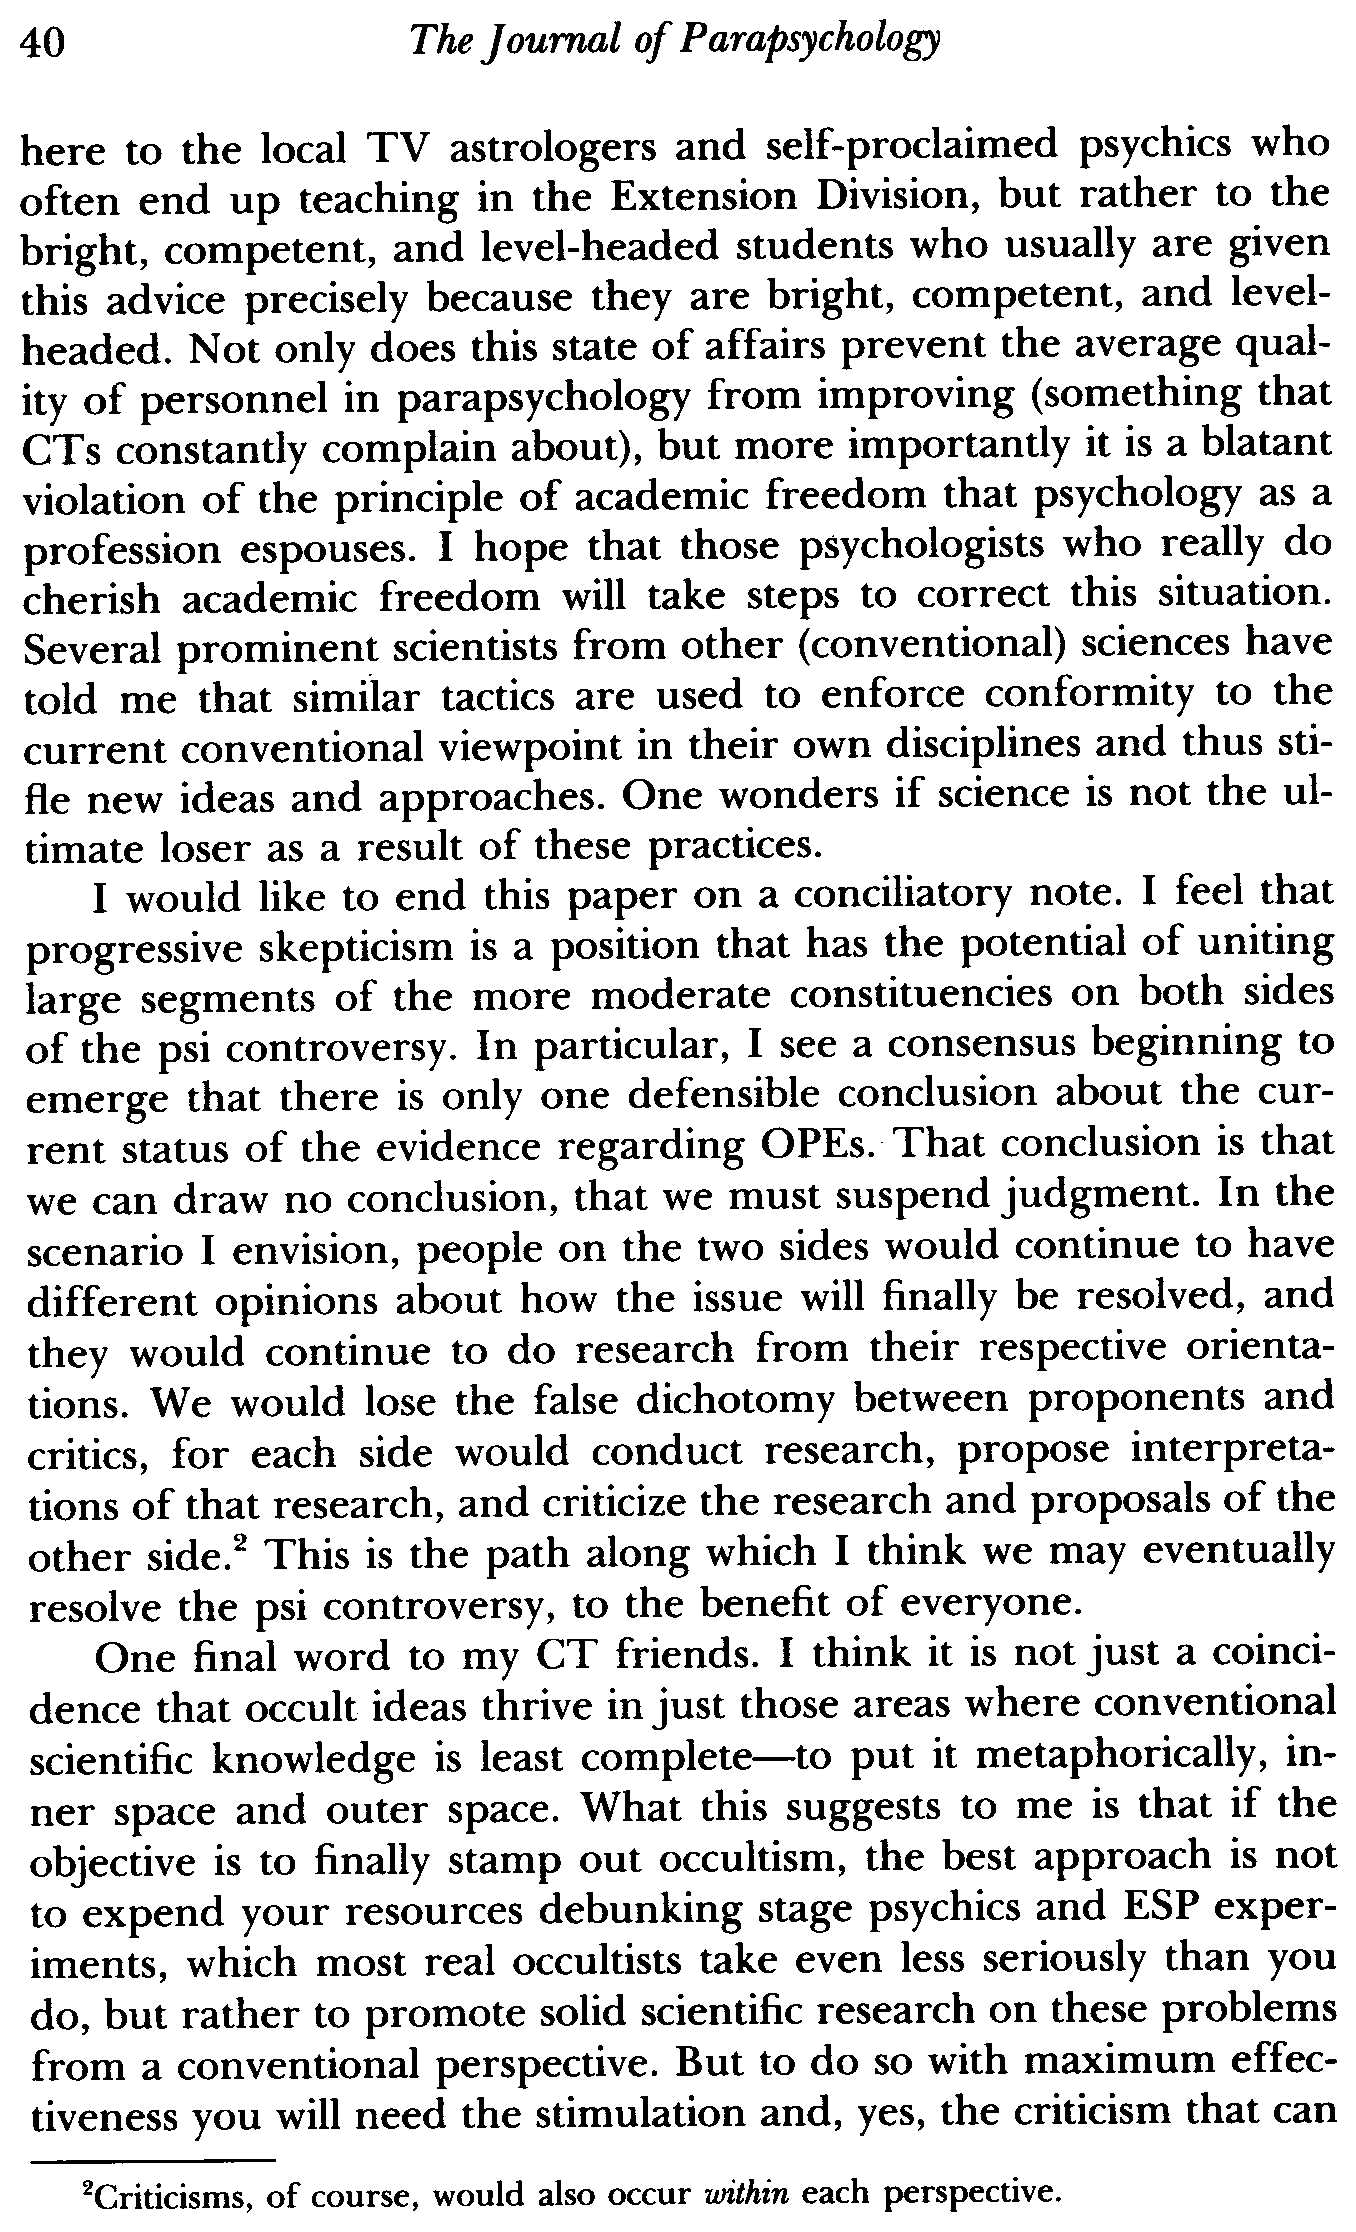 40 The Journal of Parapsychology
here to the local TV astrologers and self-proclaimed psychics who
often end up teaching in the Extension Division, but rather to the
bright, competent, and level-headed students who usually are given
this advice precisely because they are bright, competent, and level-
headed. Not only does this state of affairs prevent the average qual-
ity of personnel in parapsychology from improving (something that
CTs constantly complain about), but more importantly it is a blatant
violation of the principle of academic freedom that psychology as a
profession espouses. I hope that those psychologists who really do
cherish academic freedom will take steps to correct this situation.
Several prominent scientists from other (conventional) sciences have
told me that similar tactics are used to enforce conformity to the
current conventional viewpoint in their own disciplines and thus sti-
fle new ideas and approaches. One wonders if science is not the ul-
timate loser as a result of these practices.
I would like to end this paper on a conciliatory note. I feel that
progressive skepticism is a position that has the potential of uniting
large segments of the more moderate constituencies on both sides
of the psi controversy. In particular, I see a consensus beginning to
emerge that there is only one defensible conclusion about the cur-
rent status of the evidence regarding OPEs. That conclusion is that
we can draw no conclusion, that we must suspend judgment. In the
scenario I envision, people on the two sides would continue to have
different opinions about how the issue will finally be resolved, and
they would continue to do research from their respective orienta-
tions. We would lose the false dichotomy between proponents and
critics, for each side would conduct research, propose interpreta-
tions of that research, and criticize the research and proposals of the
other side.² This is the path along which I think we may eventually
resolve the psi controversy, to the benefit of everyone.
One final word to my CT friends. I think it is not just a coinci-
dence that occult ideas thrive in just those areas where conventional
scientific knowledge is least complete—to put it metaphorically, in-
ner space and outer space. What this suggests to me is that if the
objective is to finally stamp out occultism, the best approach is not
to expend your resources debunking stage psychics and ESP exper-
iments, which most real occultists take even less seriously than you
do, but rather to promote solid scientific research on these problems
from a conventional perspective. But to do so with maximum effec-
tiveness you will need the stimulation and, yes, the criticism that can
²Criticisms, of course, would also occur within each perspective.